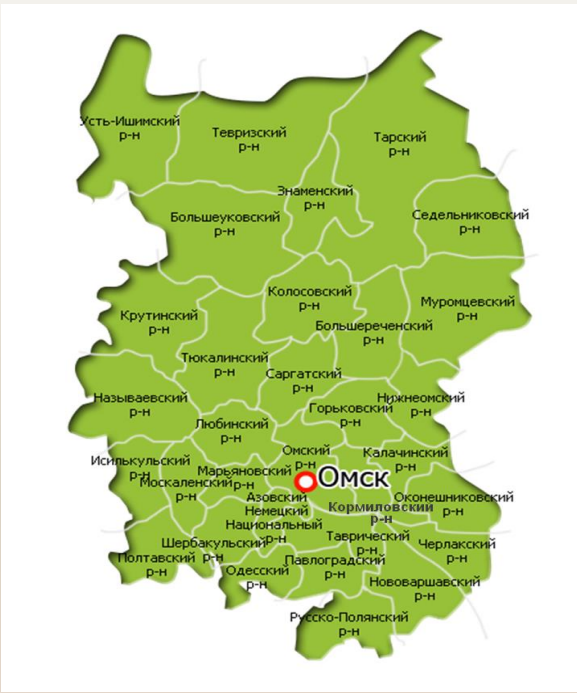 Усть-Ишимский
р-н
Тевризский
р-н
Тарский
р-н
Знаменский
р-н
Большеуковский
р-н
Седельниковский
р-н
Колосовский
р-н
Муромцевский
р-н
Крутинский
р-н
Большереченский
р-н
Тюкалинский
р-н
Саргатский
р-н
Называевский
р-н
Нижнеомский
р-н
Горьковский
р-н
Любинский
р-н
Омский
р-н
Калачинский
р-н
Исилькульский
р-н
Марьяновский
р-н
Омск
Москаленский
р-н
Азовский
Немецкий
Национальный
р-н
Оконешниковский
р-н
Кормиловский
р-н
Таврический
р-н
Шербакульский
р-н
Черлакский
р-н
Полтавский
р-н
Павлоградский
р-н
Одесский
р-н
Нововаршавский
р-н
Русско-Полянский
р-н